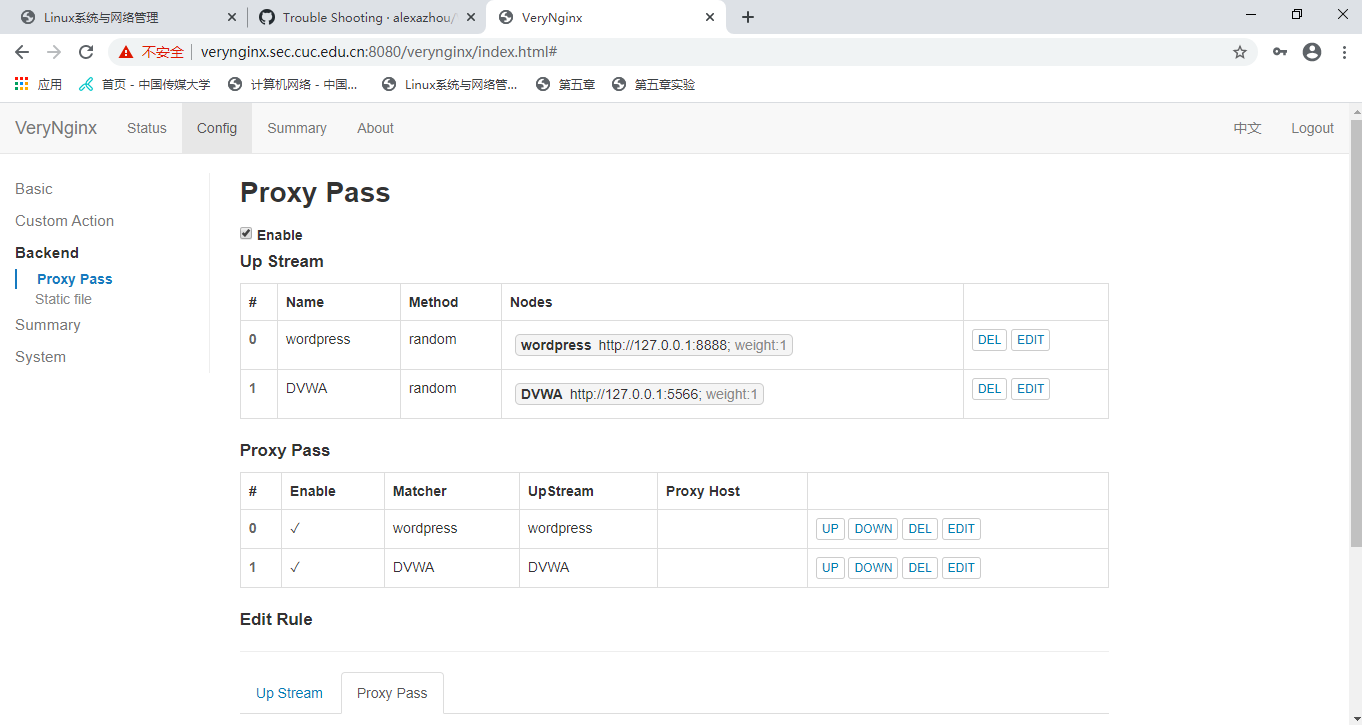 Linux系统与网络管理
Trouble Shooting · alexazhou/
VeryNginx
不安全 verynginx.sec.cuc.edu.cn:8080/verynginx/index.html#
应用 首页 - 中国传媒大学 计算机网络 - 中国... Linux系统与网络管... 第五章 第五章实验
VeryNginx Status Config Summary About 中文 Logout
Basic
Custom Action
Backend
Proxy Pass
Static file
Summary
System
Proxy Pass
Enable
Up Stream
# Name Method Nodes
0 wordpress random wordpress http://127.0.0.1:8888; weight:1 DEL EDIT
1 DVWA random DVWA http://127.0.0.1:5566; weight:1 DEL EDIT
Proxy Pass
# Enable Matcher UpStream Proxy Host
0 ✓ wordpress wordpress UP DOWN DEL EDIT
1 ✓ DVWA DVWA UP DOWN DEL EDIT
Edit Rule
Up Stream Proxy Pass